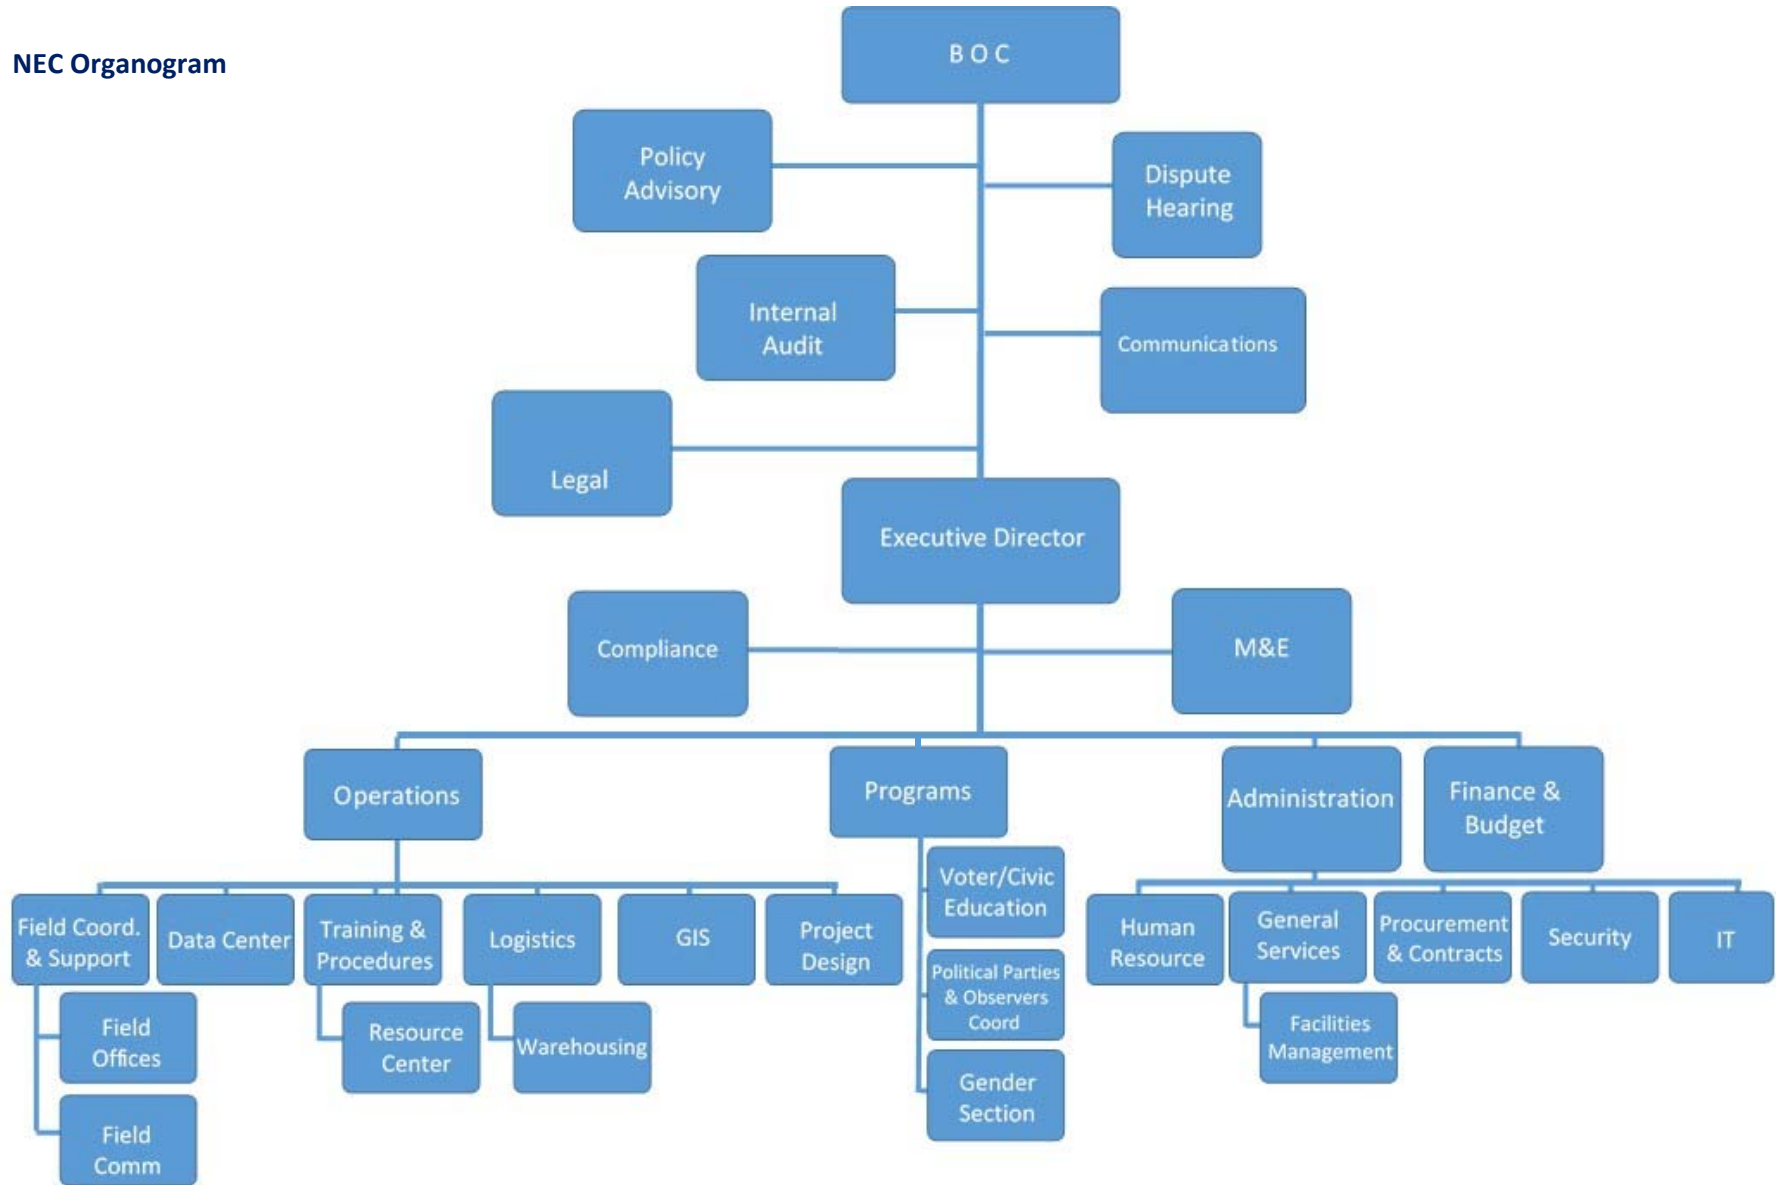 NEC Organogram
B O C
Policy
Advisory
Dispute
Hearing
Internal
Audit
Communications
Legal
Executive Director
Compliance
M&E
Operations
Programs
Administration
Finance &
Budget
Field Coord.
& Support
Data Center
Training &
Procedures
Logistics
GIS
Project
Design
Voter/Civic
Education
Political Parties
& Observers
Coord
Gender
Section
Human
Resource
General
Services
Procurement
& Contracts
Security
IT
Field
Offices
Field
Comm
Resource
Center
Warehousing
Facilities
Management